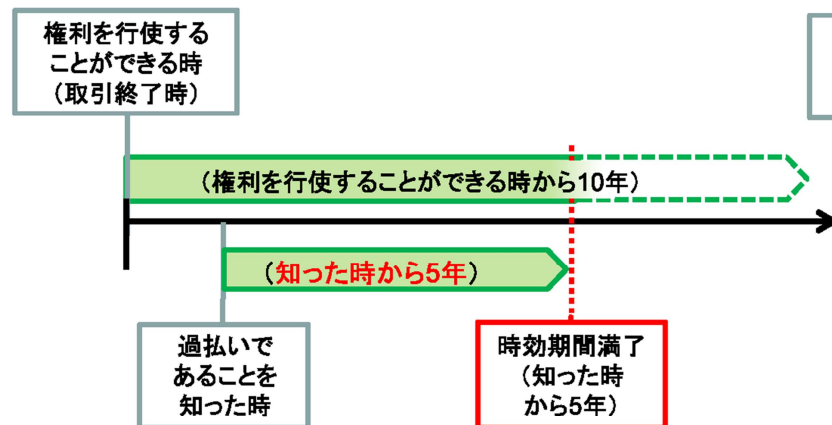 権利を行使する
ことができる時
（取引終了時）
（権利を行使することができる時から10年）
（知った時から5年）
過払いで
あることを
知った時
時効期間満了
（知った時
から5年）